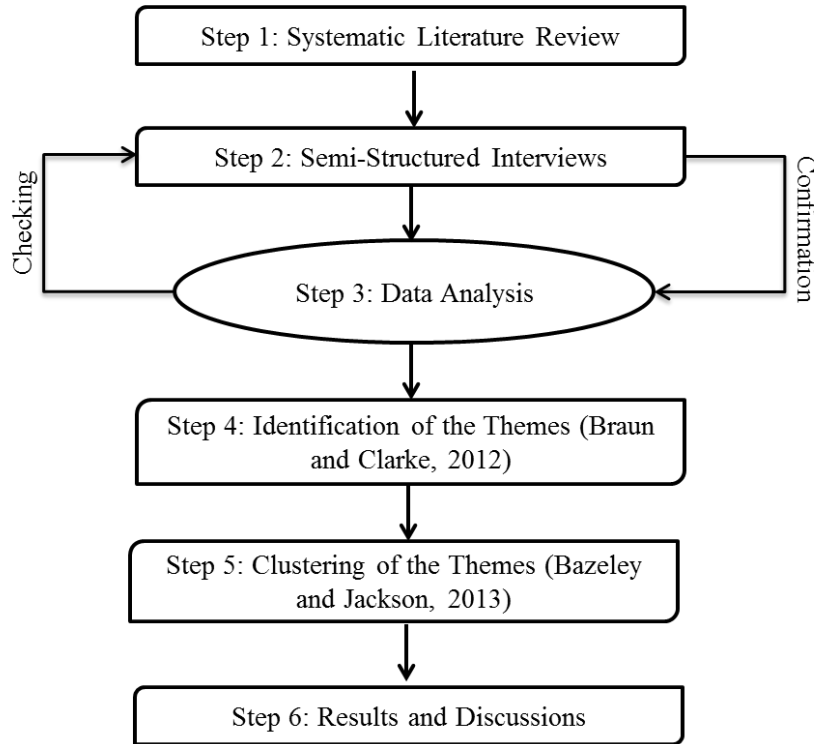 Step 1: Systematic Literature Review
Step 2: Semi-Structured Interviews
Checking
Confirmation
Step 3: Data Analysis
Step 4: Identification of the Themes (Braun
and Clarke, 2012)
Step 5: Clustering of the Themes (Bazeley
and Jackson, 2013)
Step 6: Results and Discussions